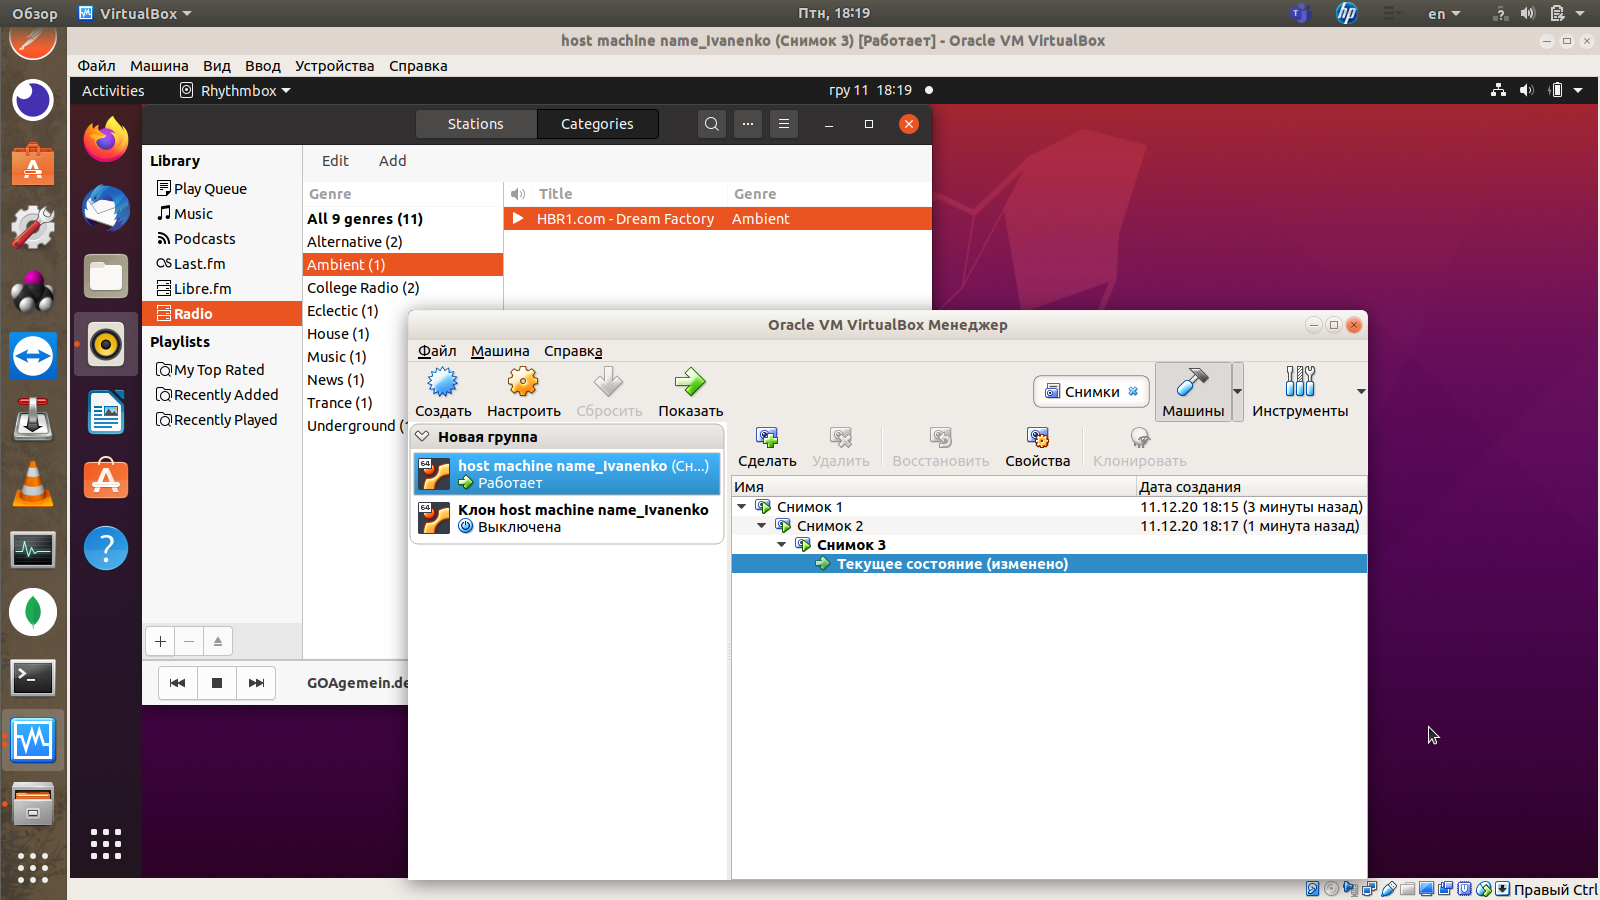 Обзор VirtualBox Птн, 18:19 hp en
host machine name_Ivanenko (Снимок 3) [Работает] - Oracle VM VirtualBox
Файл Машина Вид Ввод Устройства Справка
Activities Rhythmbox гру 11 18:19
Stations Categories
Library
Play Queue
Music
Podcasts
Last.fm
Libre.fm
Radio
Playlists
My Top Rated
Recently Added
Recently Played
Edit Add
Genre
All 9 genres (11)
Alternative (2)
Ambient (1)
College Radio (2)
Eclectic (1)
House (1)
Music (1)
News (1)
Trance (1)
Underground (
Title Genre
HBR1.com - Dream Factory Ambient
GOAgemein.de
Oracle VM VirtualBox Менеджер
Файл Машина Справка
Создать Настроить Сбросить Показать
Снимки Машины Инструменты
Новая группа
64 host machine name_Ivanenko (Сн...)
Работает
64 Клон host machine name_Ivanenko
Выключена
Сделать Удалить Восстановить Свойства Клонировать
Имя Дата создания
Снимок 1 11.12.20 18:15 (3 минуты назад)
Снимок 2 11.12.20 18:17 (1 минута назад)
Снимок 3
Текущее состояние (изменено)
Правый Ctrl